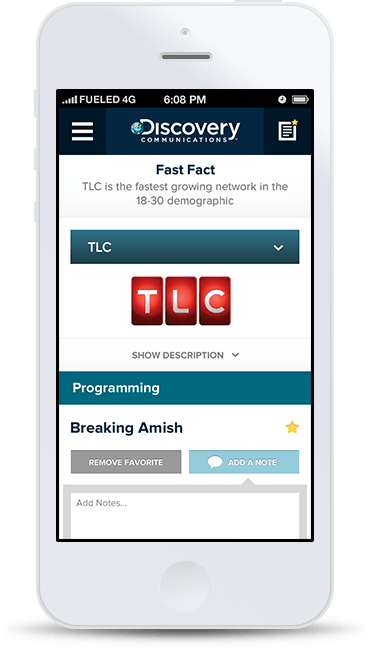 FUELED 4G 6:08 PM
Discovery
COMMUNICATIONS
Fast Fact
TLC is the fastest growing network in the
18-30 demographic
TLC
TLC
SHOW DESCRIPTION
Programming
Breaking Amish
REMOVE FAVORITE ADD A NOTE
Add Notes...